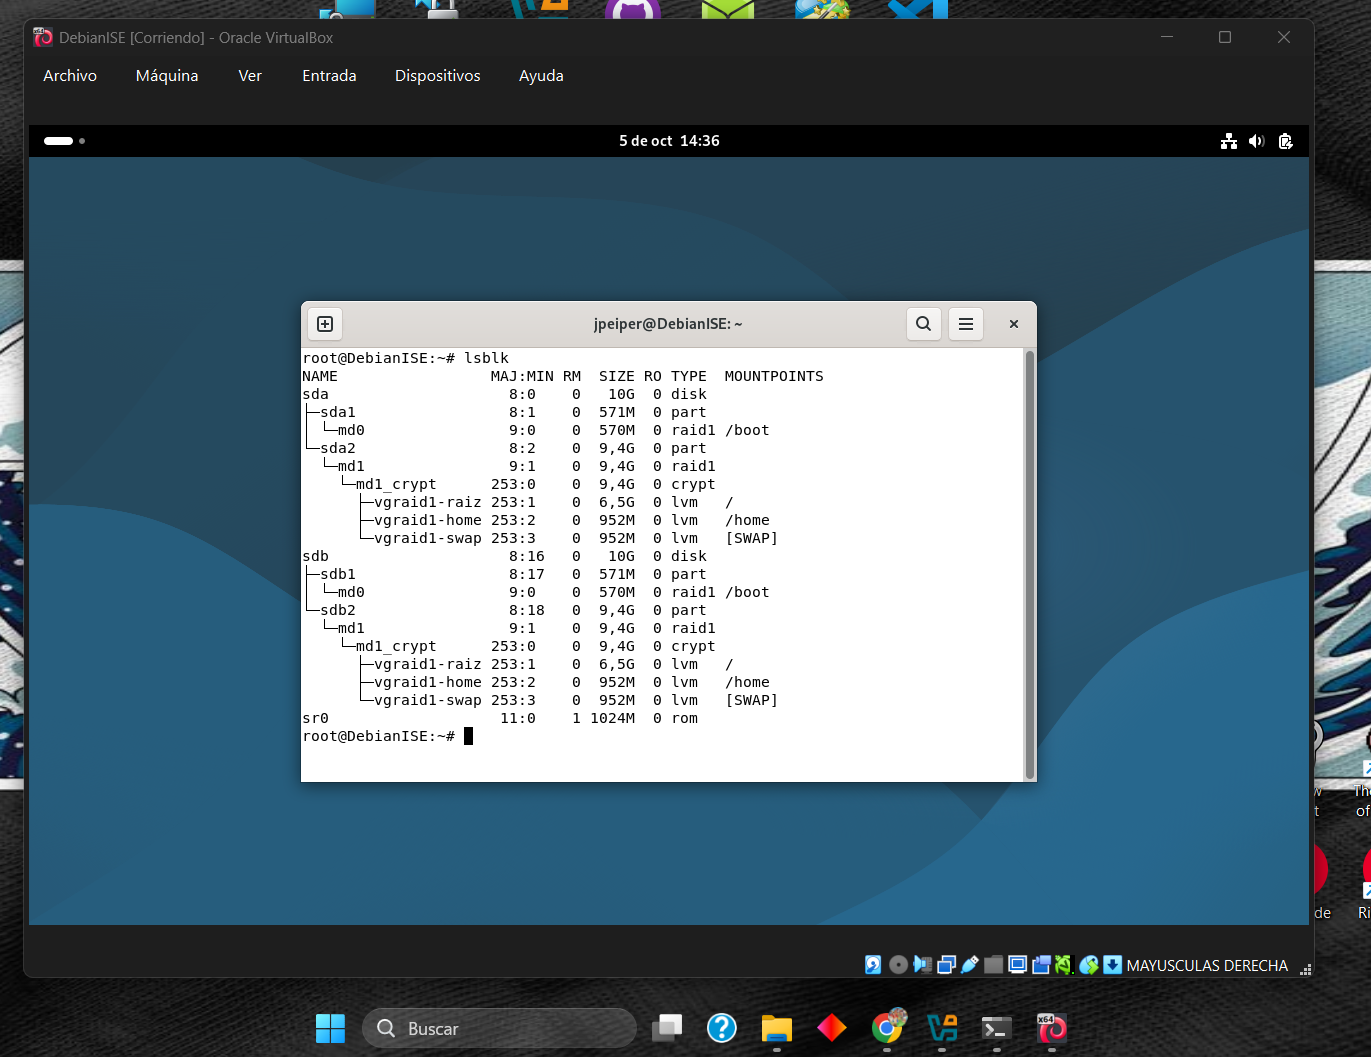 DebianISE [Corriendo] - Oracle VirtualBox
Archivo Máquina Ver Entrada Dispositivos Ayuda
5 de oct 14:36
jpeiper@DebianISE: ~
root@DebianISE:~# lsblk
NAME MAJ:MIN RM SIZE RO TYPE MOUNTPOINTS
sda 8:0 0 10G 0 disk
├─sda1 8:1 0 571M 0 part
│ └─md0 9:0 0 570M 0 raid1 /boot
└─sda2 8:2 0 9,4G 0 part
  └─md1 9:1 0 9,4G 0 raid1
    └─md1_crypt 253:0 0 9,4G 0 crypt
      ├─vgraid1-raiz 253:1 0 6,5G 0 lvm /
      ├─vgraid1-home 253:2 0 952M 0 lvm /home
      └─vgraid1-swap 253:3 0 952M 0 lvm [SWAP]
sdb 8:16 0 10G 0 disk
├─sdb1 8:17 0 571M 0 part
│ └─md0 9:0 0 570M 0 raid1 /boot
└─sdb2 8:18 0 9,4G 0 part
  └─md1 9:1 0 9,4G 0 raid1
    └─md1_crypt 253:0 0 9,4G 0 crypt
      ├─vgraid1-raiz 253:1 0 6,5G 0 lvm /
      ├─vgraid1-home 253:2 0 952M 0 lvm /home
      └─vgraid1-swap 253:3 0 952M 0 lvm [SWAP]
sr0 11:0 1 1024M 0 rom
root@DebianISE:~#
MAYUSCULAS DERECHA
Buscar
x64